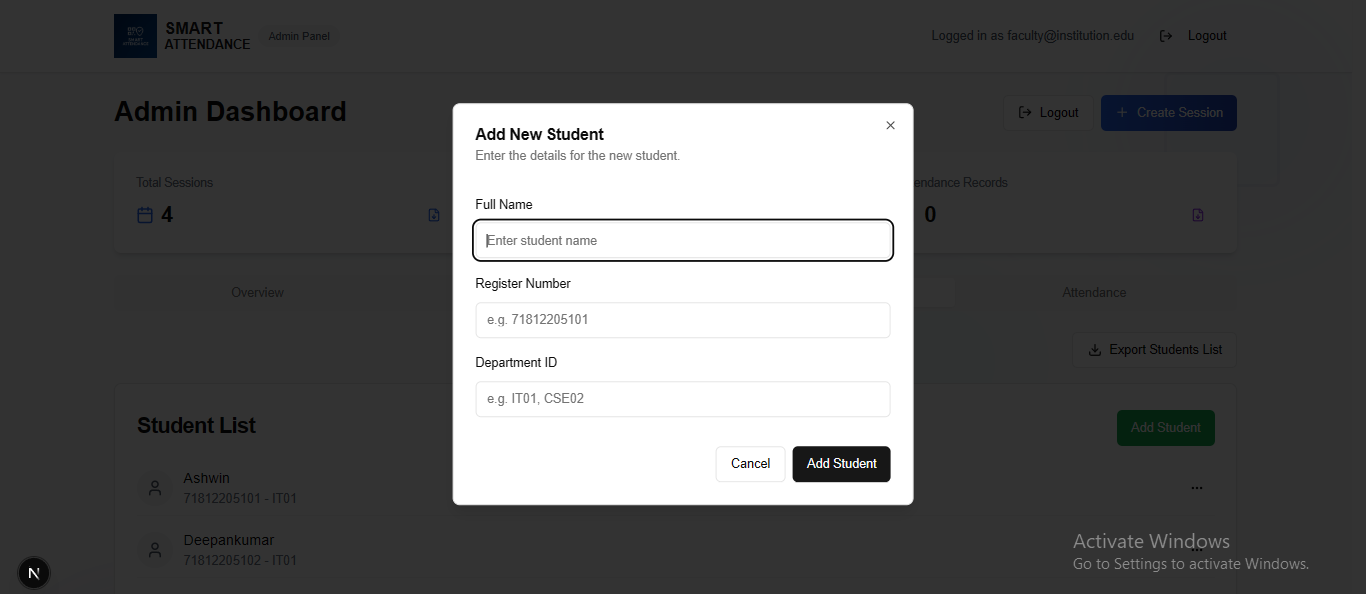 SMART
ATTENDANCE
Admin Panel
Logged in as faculty@institution.edu
Logout
Admin Dashboard
Logout
+ Create Session
Total Sessions
4
endance Records
0
Overview
Attendance
Export Students List
Student List
Add Student
Ashwin
71812205101 - IT01
...
Deepankumar
71812205102 - IT01
...
Add New Student
Enter the details for the new student.
Full Name
Enter student name
Register Number
e.g. 71812205101
Department ID
e.g. IT01, CSE02
Cancel
Add Student
N
Activate Windows
Go to Settings to activate Windows.